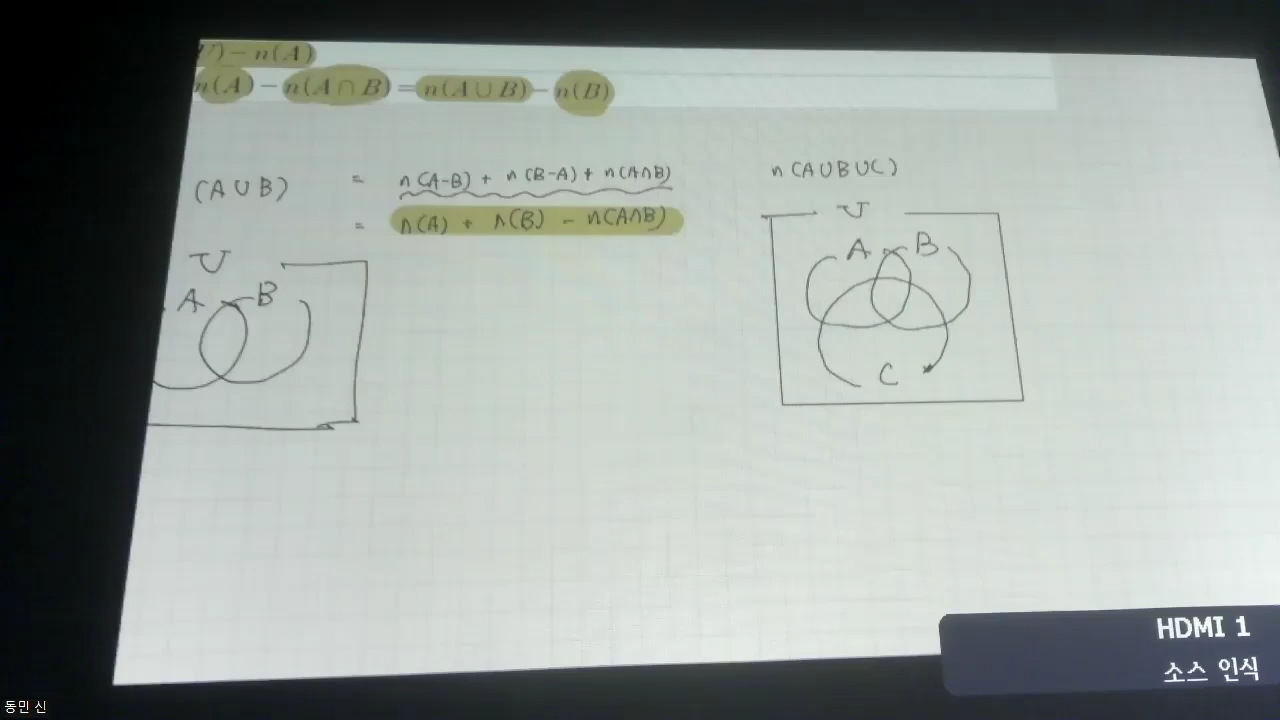 U) − n(A)
n(A) − n(A∩B) = n(A∪B) − n(B)
(A∪B) = n(A-B) + n(B-A) + n(A∩B)
= n(A) + n(B) - n(A∩B)
U
A B
n(A∪B∪C)
U
A B
C
HDMI 1
소스 인식
동민 신